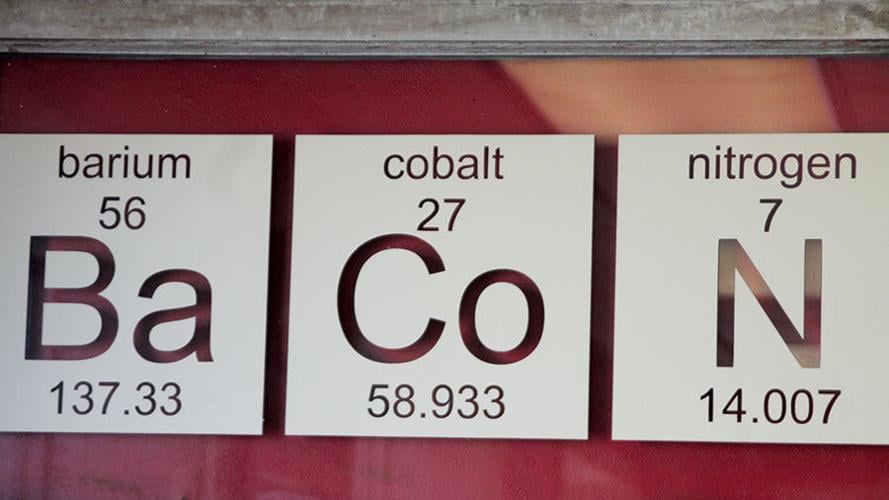 barium
56
Ba
137.33
cobalt
27
Co
58.933
nitrogen
7
N
14.007